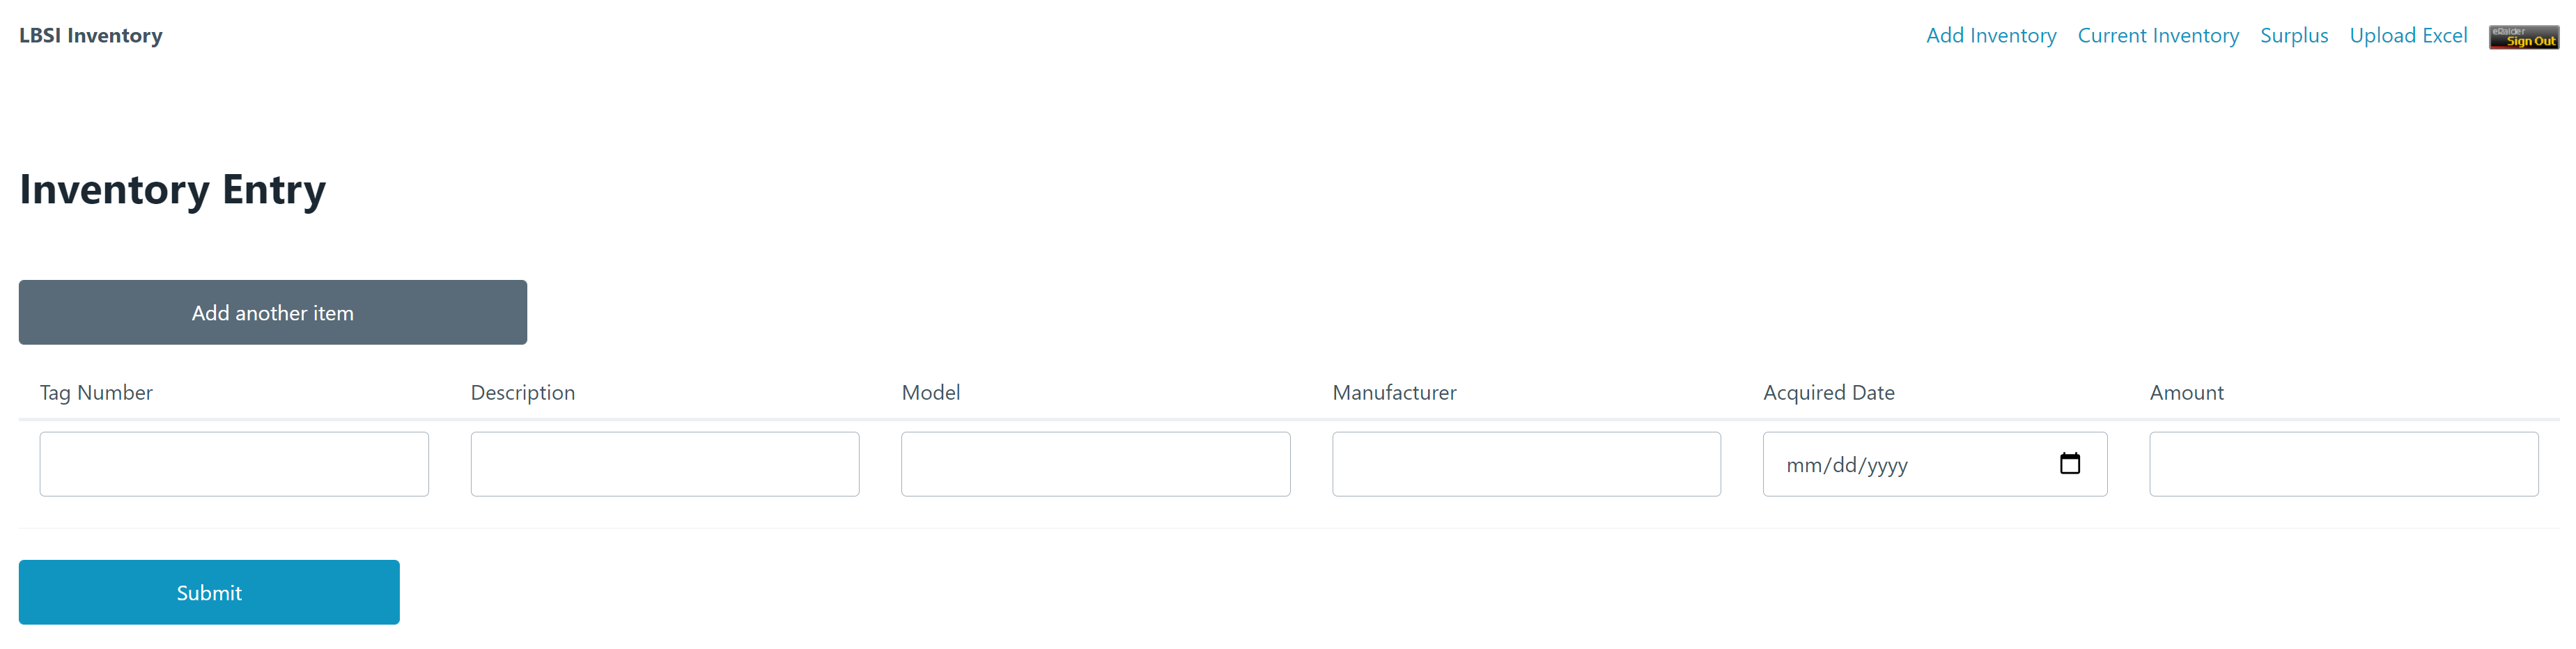 LBSI Inventory Add Inventory Current Inventory Surplus Upload Excel eRaider Sign Out
Inventory Entry
Add another item
Tag Number Description Model Manufacturer Acquired Date Amount
mm/dd/yyyy
Submit